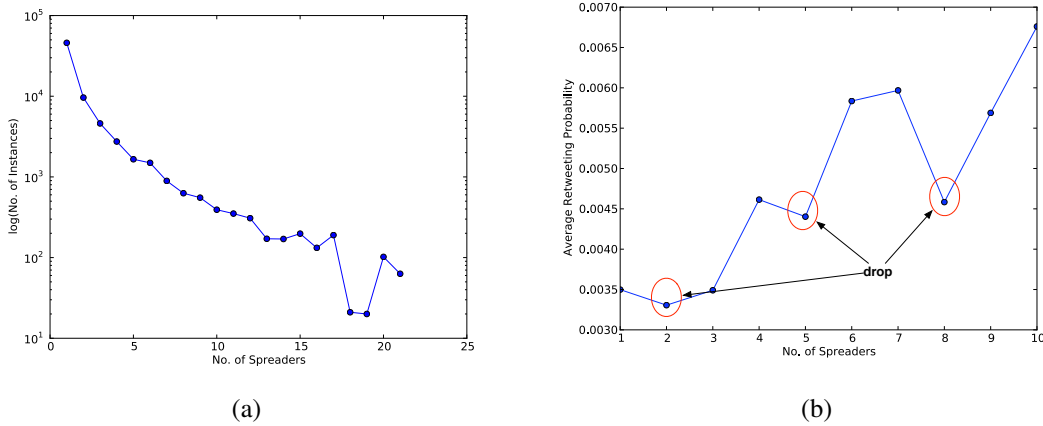 10^5
10^4
10^3
10^2
10^1
log(No. of Instances)
0 5 10 15 20 25
No. of Spreaders
(a)
0.0070
0.0065
0.0060
0.0055
0.0050
0.0045
0.0040
0.0035
0.0030
Average Retweeting Probability
drop
1 2 3 4 5 6 7 8 9 10
No. of Spreaders
(b)